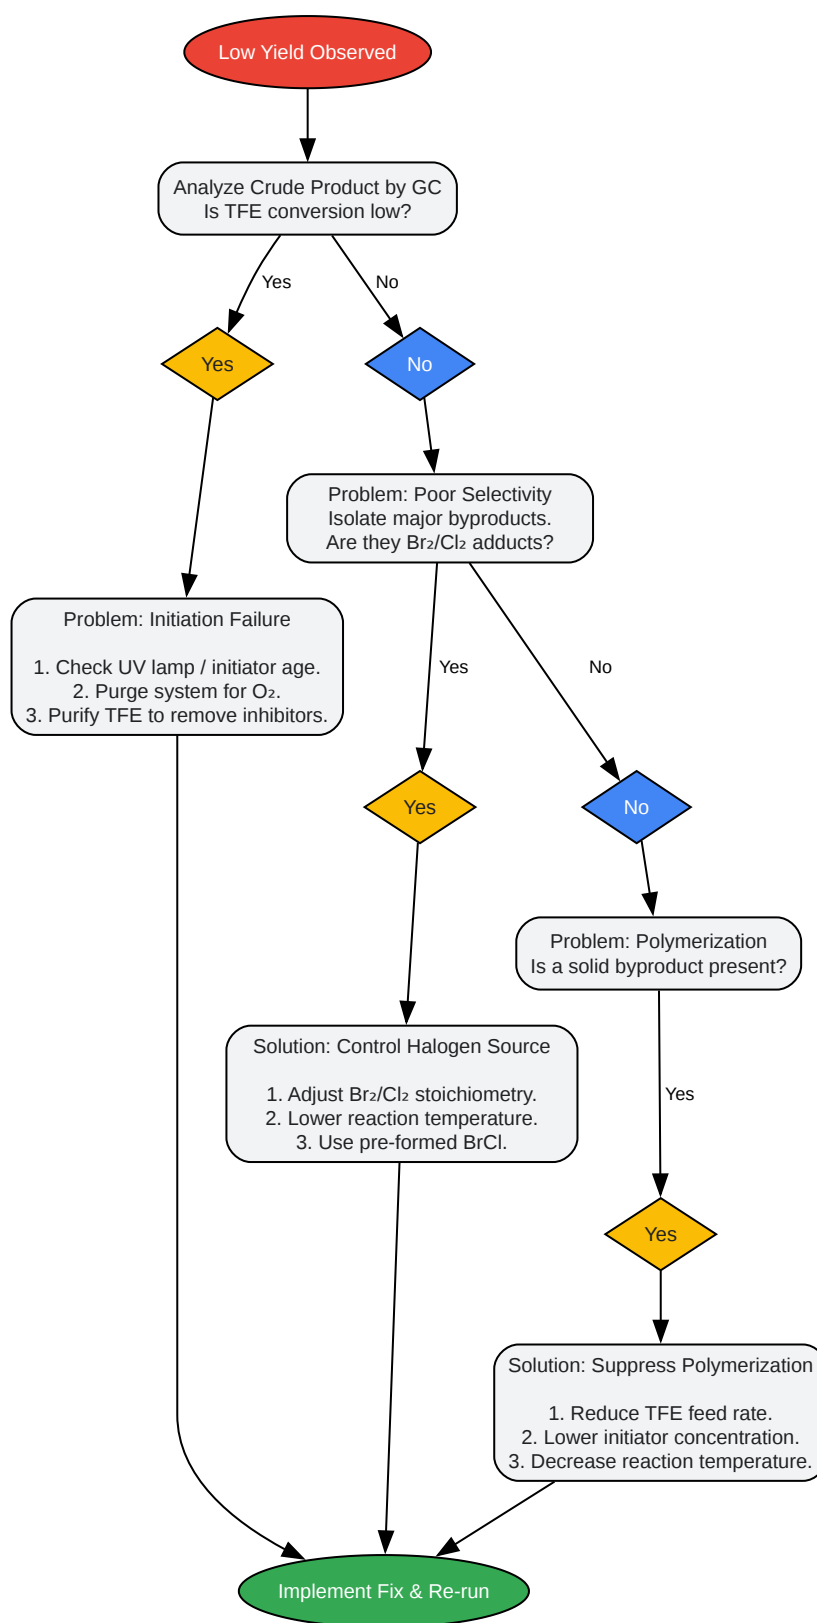 Low Yield Observed
Analyze Crude Product by GC
Is TFE conversion low?
Yes
No
Yes
No
Problem: Poor Selectivity
Isolate major byproducts.
Are they Br₂/Cl₂ adducts?
Problem: Initiation Failure
1. Check UV lamp / initiator age.
2. Purge system for O₂.
3. Purify TFE to remove inhibitors.
Yes
No
Yes
No
Problem: Polymerization
Is a solid byproduct present?
Solution: Control Halogen Source
1. Adjust Br₂/Cl₂ stoichiometry.
2. Lower reaction temperature.
3. Use pre-formed BrCl.
Yes
Yes
Solution: Suppress Polymerization
1. Reduce TFE feed rate.
2. Lower initiator concentration.
3. Decrease reaction temperature.
Implement Fix & Re-run